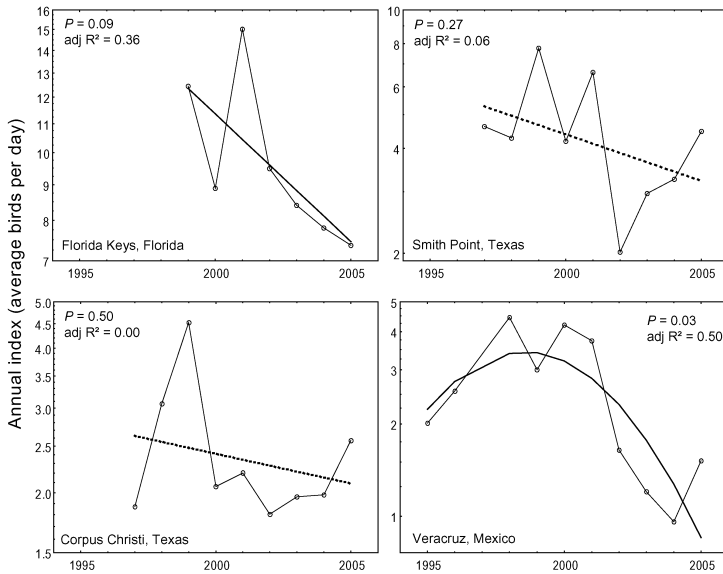 Annual index (average birds per day)
16
15
14
13
12
11
10
9
8
7
P = 0.09
adj R² = 0.36
Florida Keys, Florida
1995 2000 2005
10
8
6
4
2
P = 0.27
adj R² = 0.06
Smith Point, Texas
1995 2000 2005
5.0
4.5
4.0
3.5
3.0
2.5
2.0
1.5
P = 0.50
adj R² = 0.00
Corpus Christi, Texas
1995 2000 2005
5
4
3
2
1
P = 0.03
adj R² = 0.50
Veracruz, Mexico
1995 2000 2005